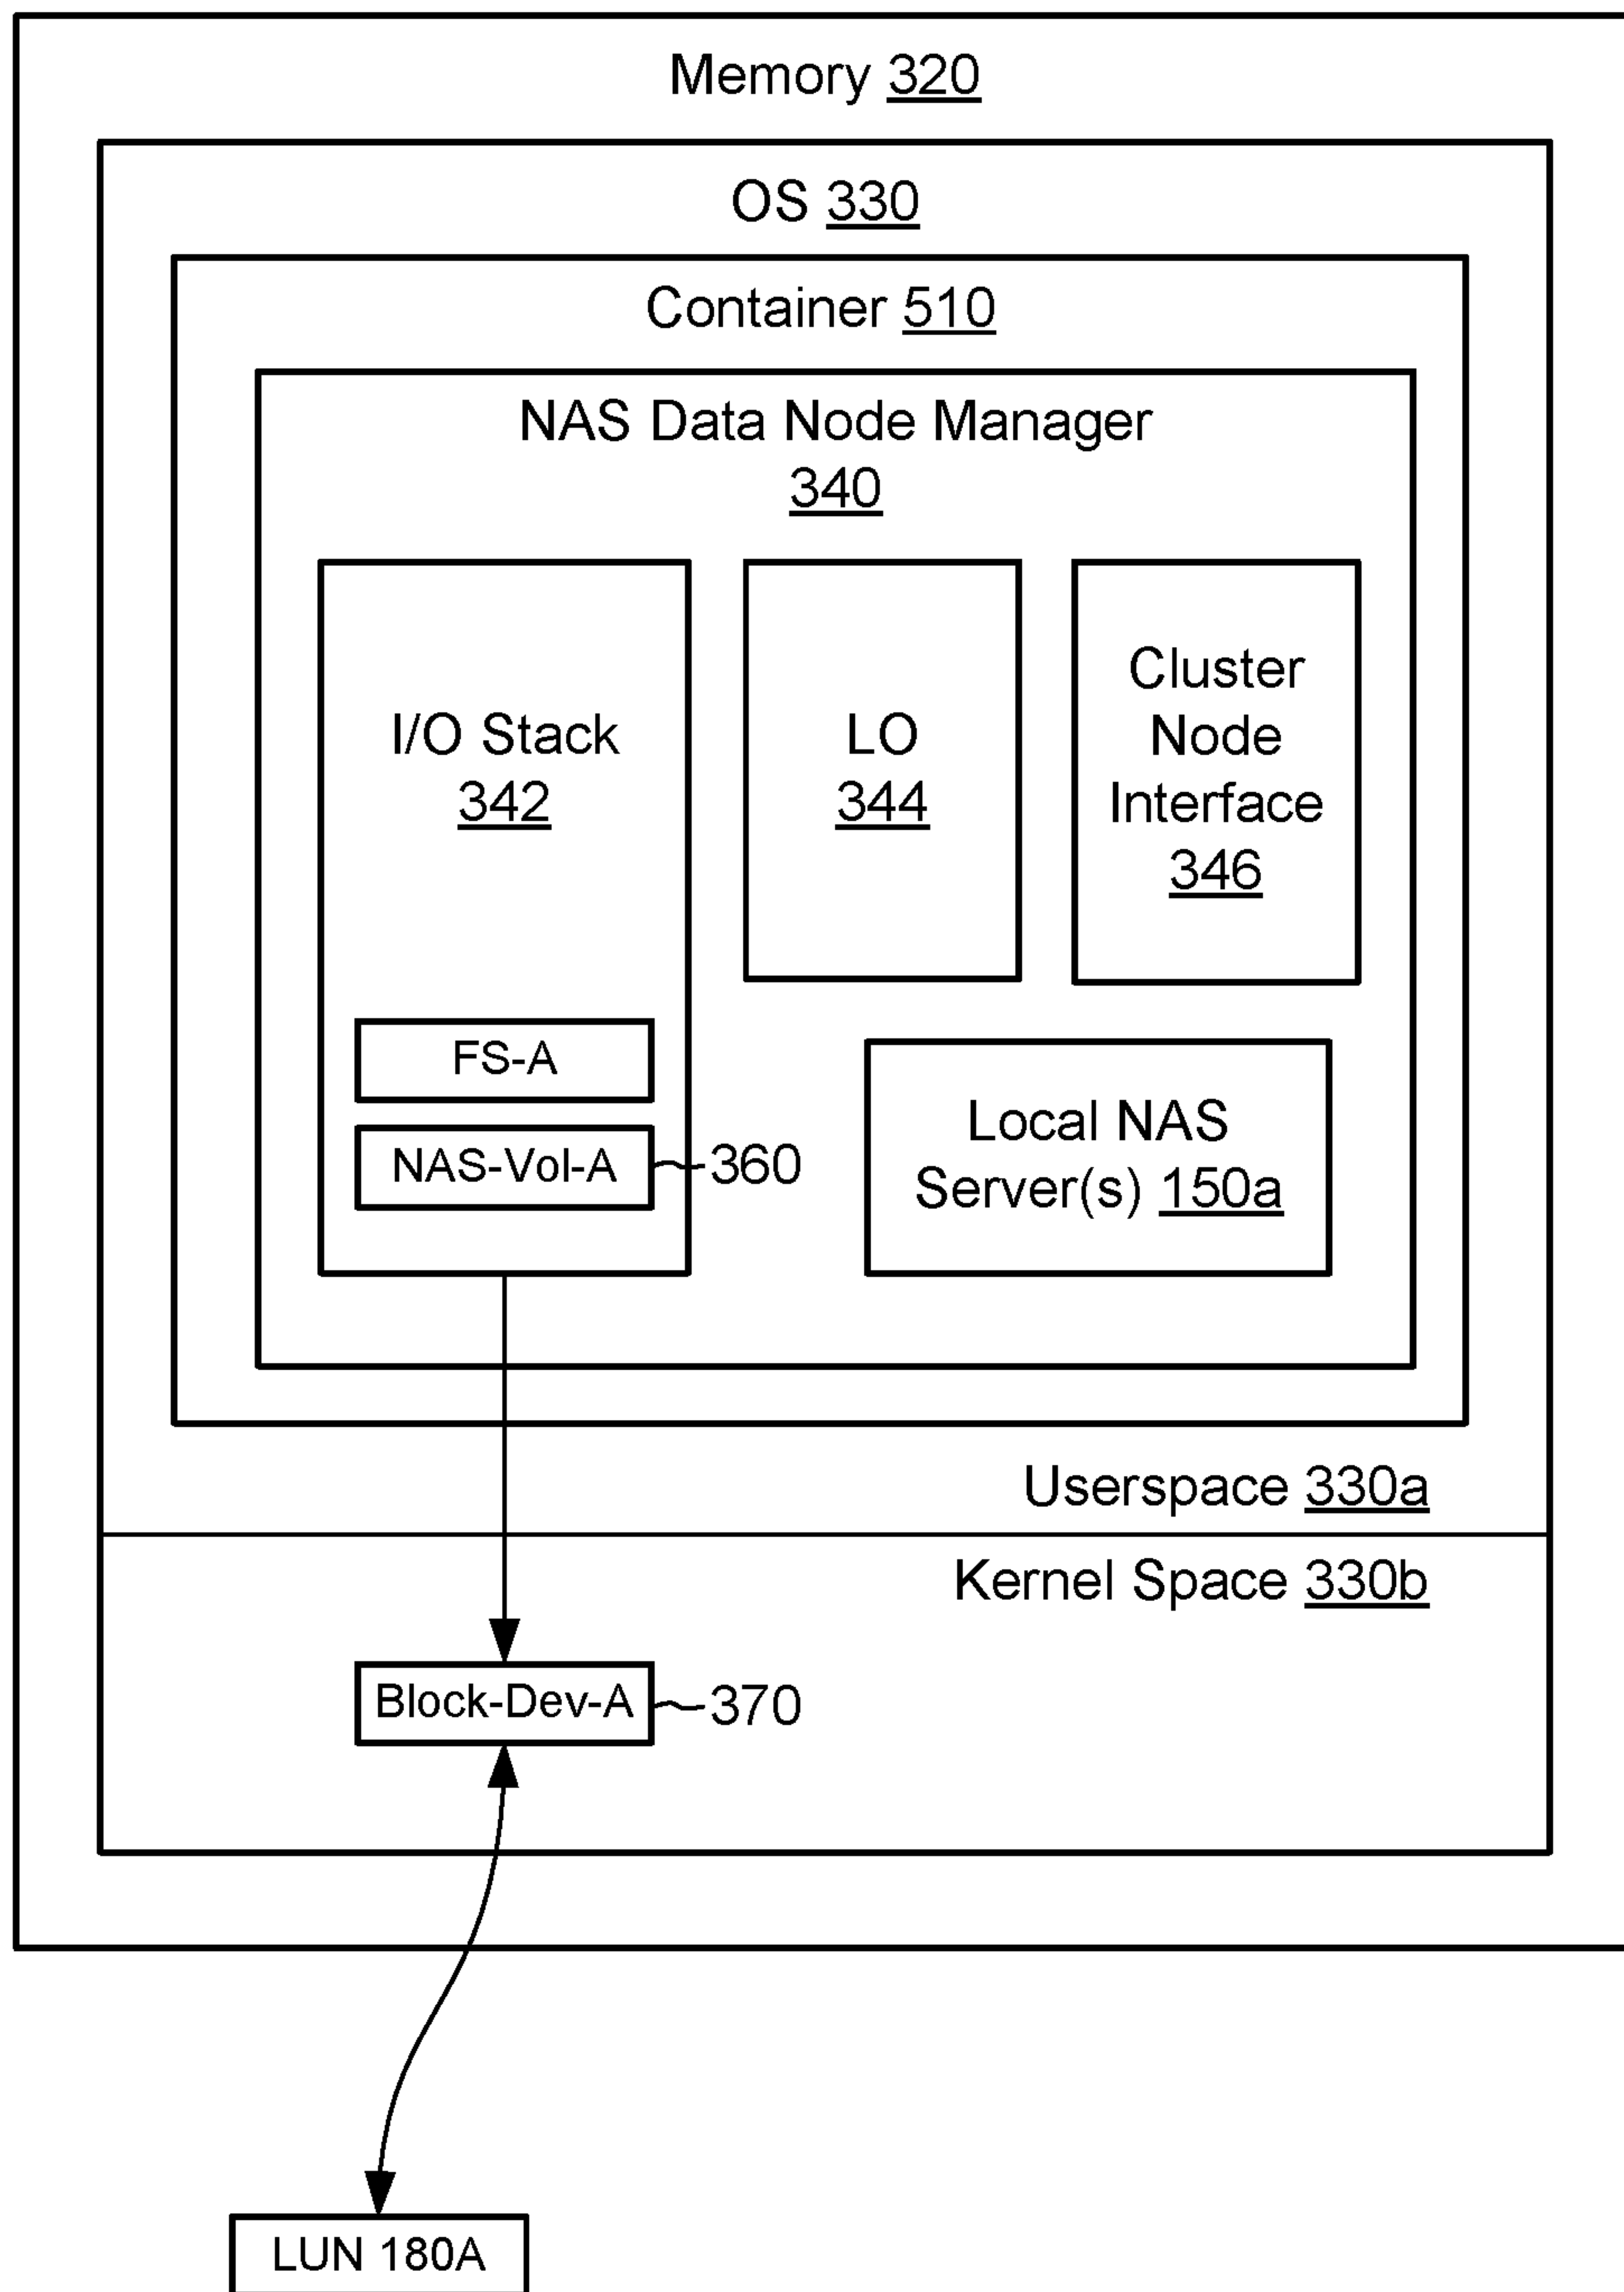 Memory 320
OS 330
Container 510
NAS Data Node Manager
340
I/O Stack
342
LO
344
Cluster
Node
Interface
346
FS-A
NAS-Vol-A
360
Local NAS
Server(s) 150a
Userspace 330a
Kernel Space 330b
Block-Dev-A
370
LUN 180A